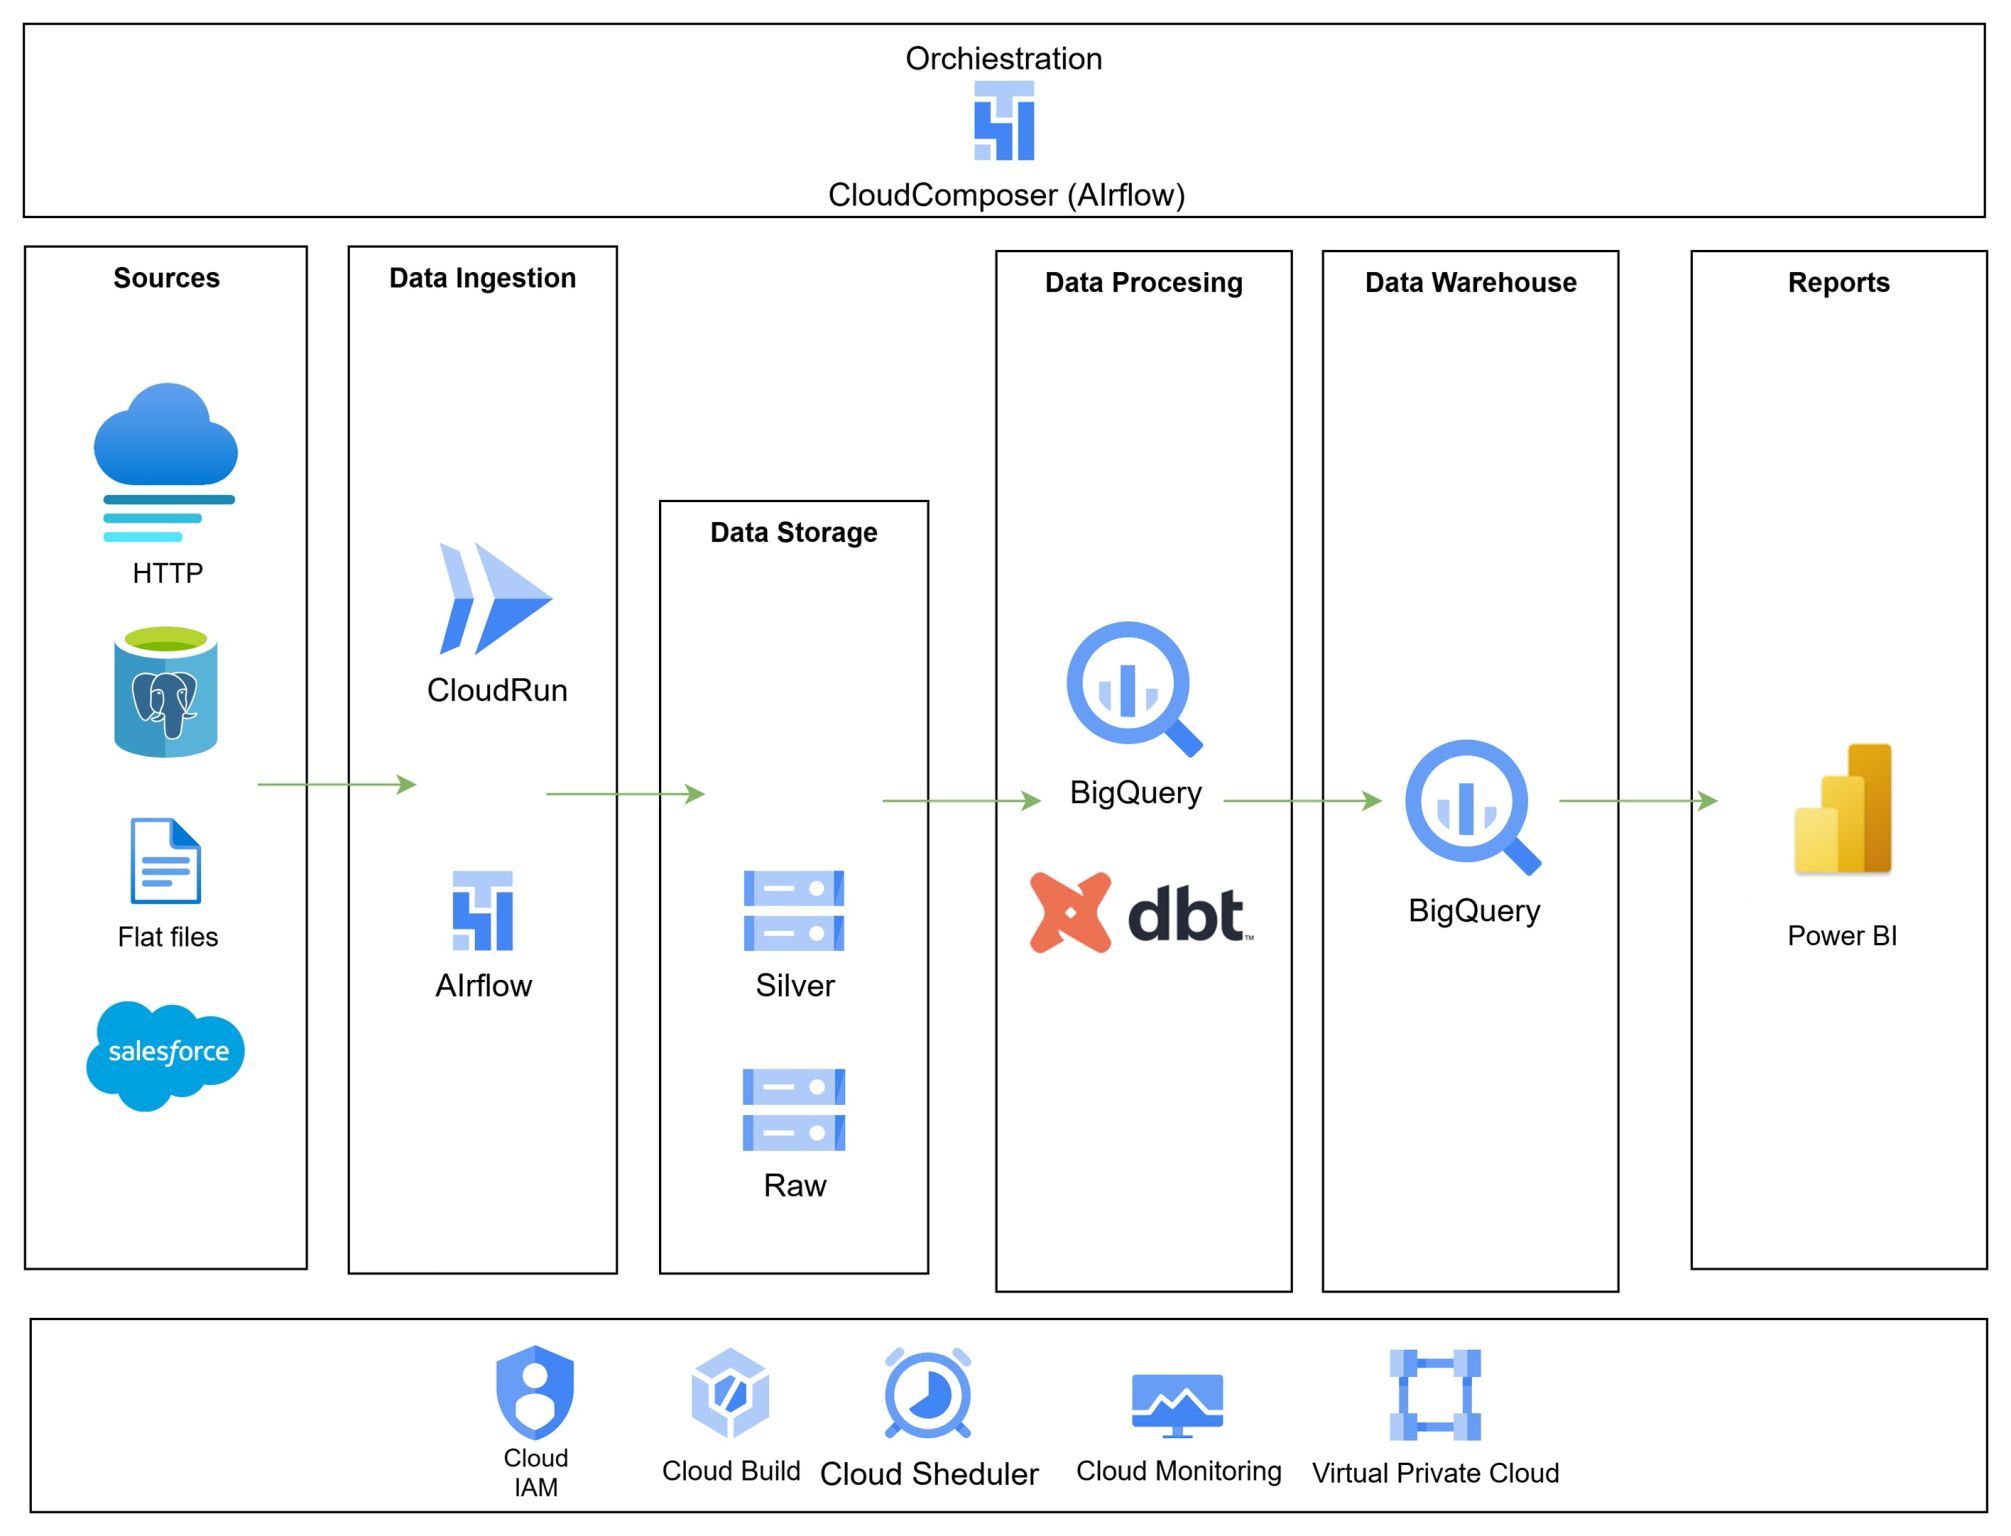 Orchiestration
CloudComposer (AIrflow)
Sources
HTTP
Flat files
salesforce
Data Ingestion
CloudRun
AIrflow
Data Storage
Silver
Raw
Data Procesing
BigQuery
dbt™
Data Warehouse
BigQuery
Reports
Power BI
Cloud
IAM
Cloud Build
Cloud Sheduler
Cloud Monitoring
Virtual Private Cloud